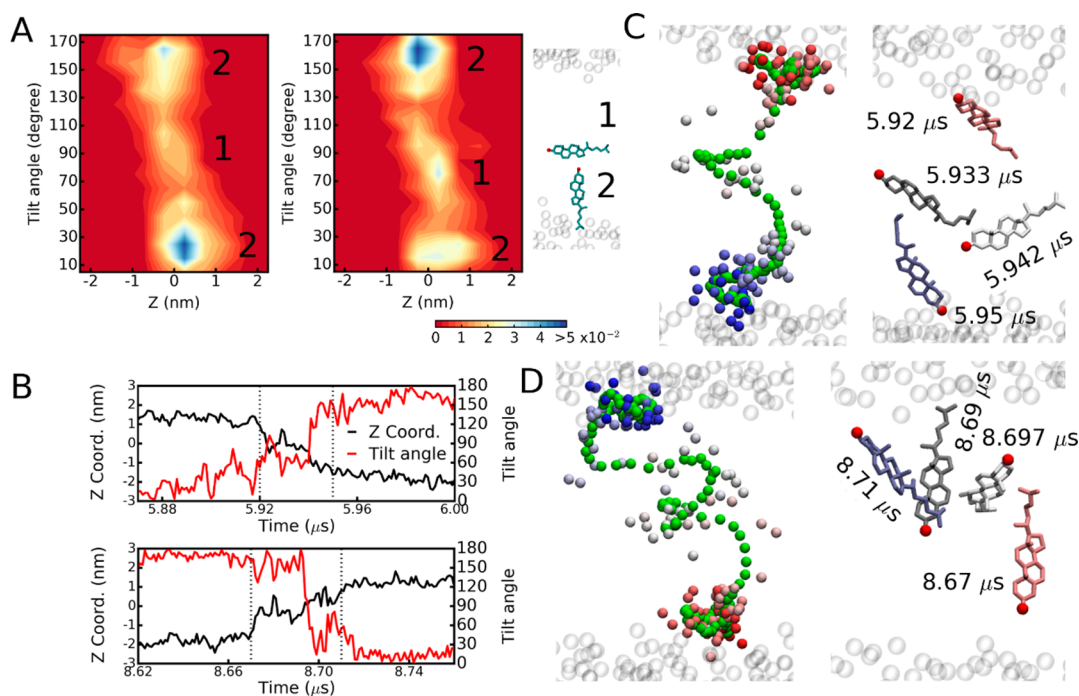 A
Tilt angle (degree)
170
150
130
110
90
70
50
30
10
2
1
2
-2 -1 0 1 2
Z (nm)
Tilt angle (degree)
170
150
130
110
90
70
50
30
10
2
1
2
-2 -1 0 1 2
Z (nm)
1
2
0 1 2 3 4 >5 x10⁻²
B
Z Coord. (nm)
3
2
1
0
-1
-2
-3
180
150
120
90
60
30
0
Tilt angle
Z Coord.
Tilt angle
5.88 5.92 5.96 6.00
Time (μs)
Z Coord. (nm)
3
2
1
0
-1
-2
-3
180
150
120
90
60
30
0
Tilt angle
8.62 8.66 8.70 8.74
Time (μs)
C
5.92 μs
5.933 μs
5.942 μs
5.95 μs
D
8.69 μs
8.697 μs
8.71 μs
8.67 μs